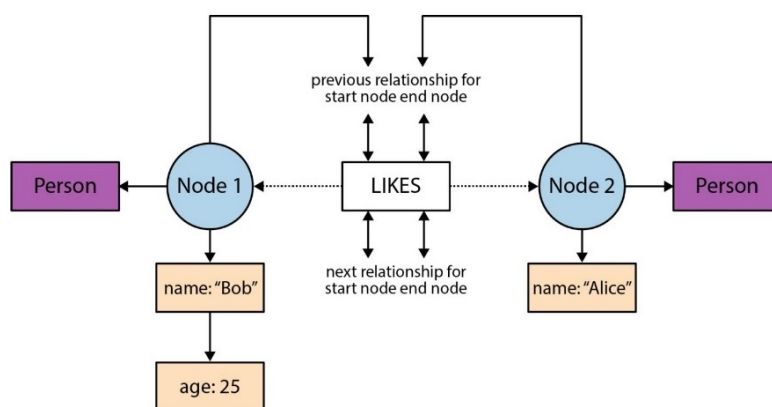 previous relationship for
start node end node
Person
Node 1
LIKES
Node 2
Person
name: “Bob”
next relationship for
start node end node
name: “Alice”
age: 25